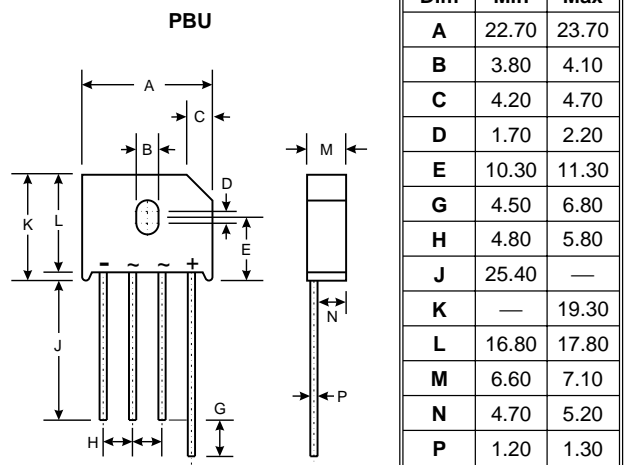 PBU
A
C
B
D
M
K
L
E
- ~ ~ +
N
J
P
G
H
Dim Min Max
A 22.70 23.70
B 3.80 4.10
C 4.20 4.70
D 1.70 2.20
E 10.30 11.30
G 4.50 6.80
H 4.80 5.80
J 25.40 —
K — 19.30
L 16.80 17.80
M 6.60 7.10
N 4.70 5.20
P 1.20 1.30